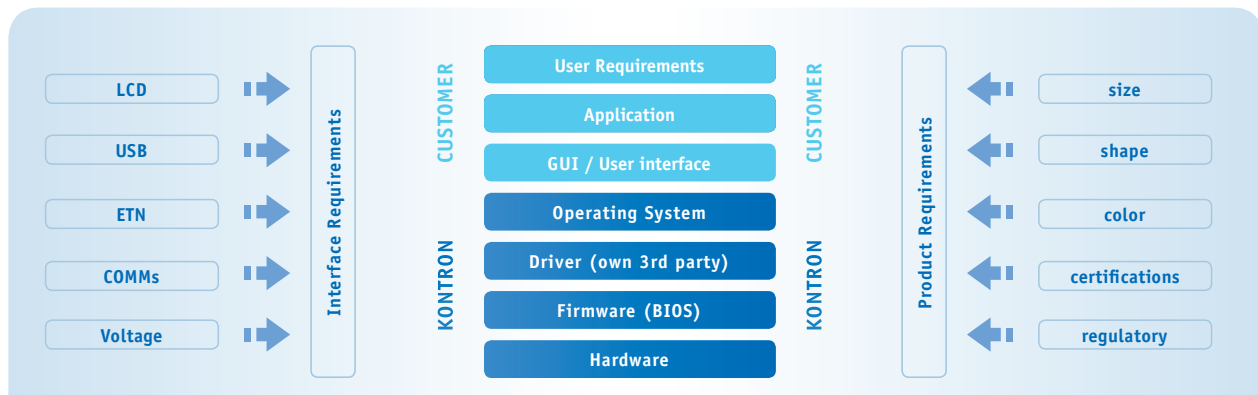 LCD
USB
ETN
COMMs
Voltage
Interface Requirements
CUSTOMER
KONTRON
User Requirements
Application
GUI / User interface
Operating System
Driver (own 3rd party)
Firmware (BIOS)
Hardware
CUSTOMER
KONTRON
Product Requirements
size
shape
color
certifications
regulatory